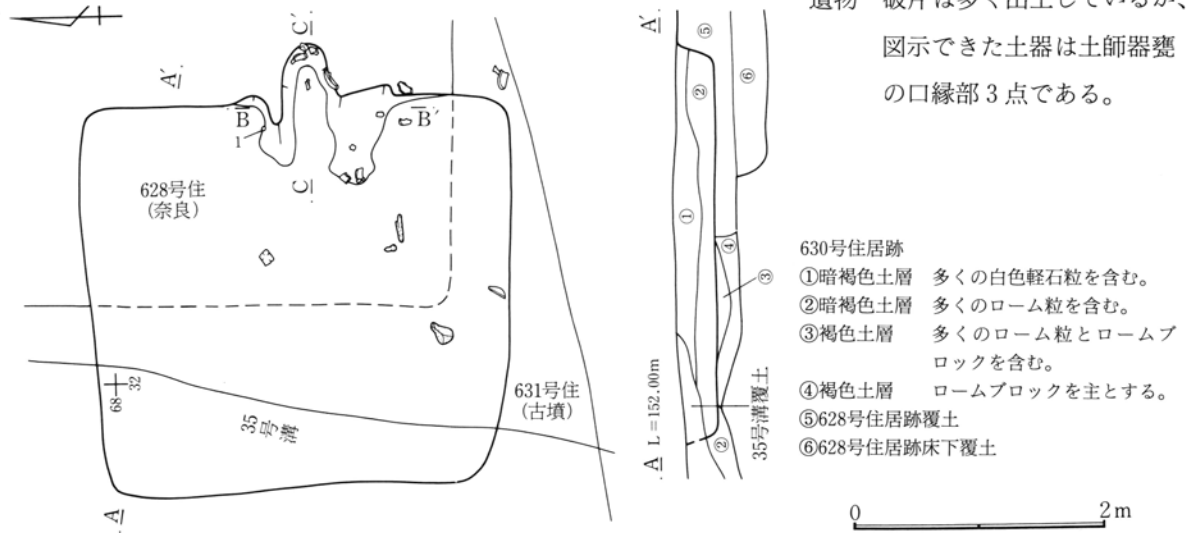 遺物　破片は多く出土しているが、
図示できた土器は土師器甕
の口縁部3点である。
A′
C′
B
1
B′
C
628号住
(奈良)
68
32
35号溝
631号住
(古墳)
A
A′
⑤
②
⑥
①
④
③
②
A L=152.00m
35号溝覆土
630号住居跡
①暗褐色土層　多くの白色軽石粒を含む。
②暗褐色土層　多くのローム粒を含む。
③褐色土層　多くのローム粒とロームブ
ロックを含む。
④褐色土層　ロームブロックを主とする。
⑤628号住居跡覆土
⑥628号住居跡床下覆土
0 2m